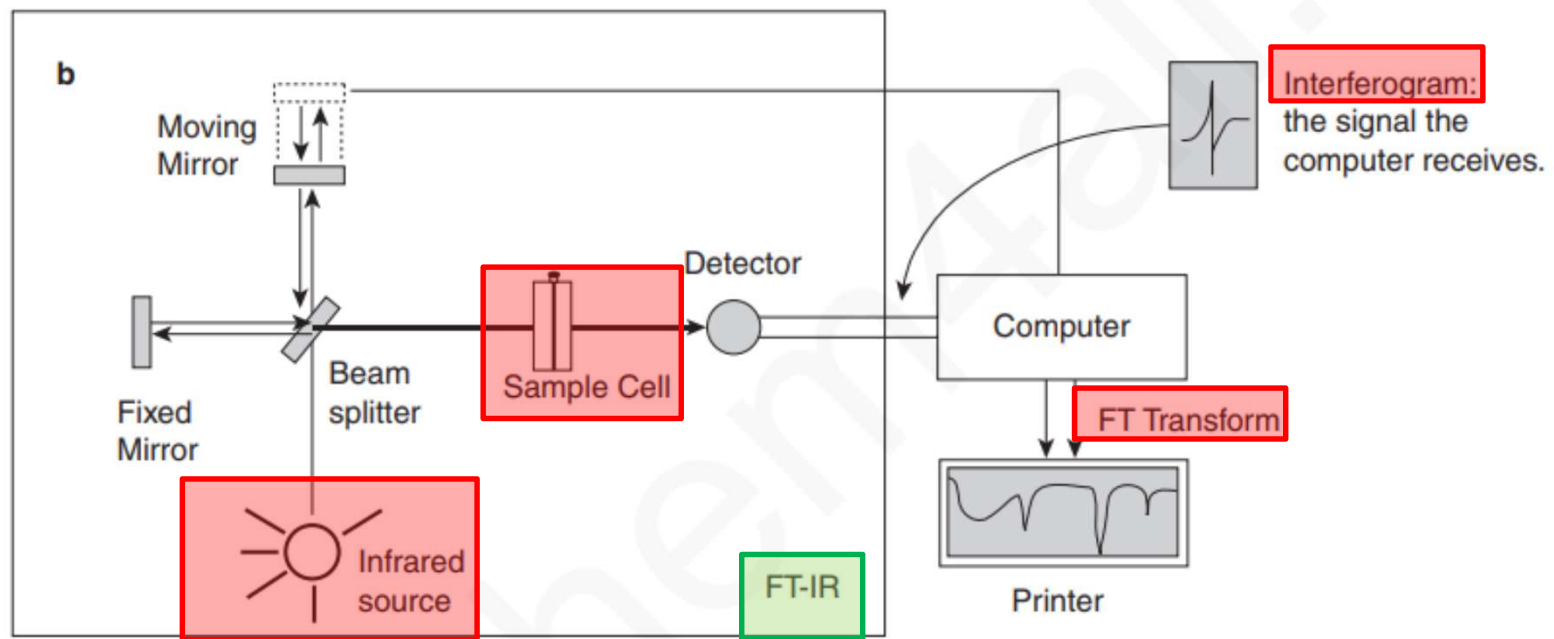 b
Moving
Mirror
Interferogram:
the signal the
computer receives.
Detector
Computer
Beam
splitter
Sample Cell
Fixed
Mirror
FT Transform
Infrared
source
FT-IR
Printer
hem4all.